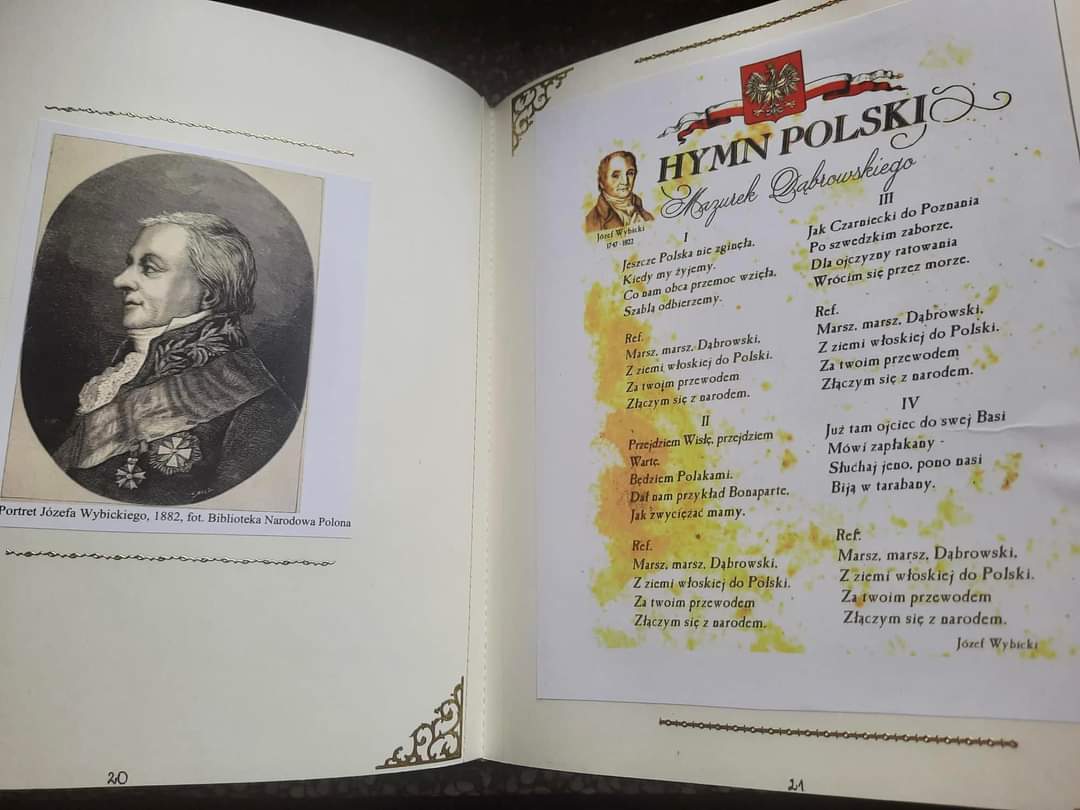 Portret Józefa Wybickiego, 1882, fot. Biblioteka Narodowa Polona
20
HYMN POLSKI
Mazurek Dąbrowskiego
Józef Wybicki
1747 - 1822
I
Jeszcze Polska nie zginęła,
Kiedy my żyjemy.
Co nam obca przemoc wzięła,
Szablą odbierzemy.
Ref.
Marsz, marsz, Dąbrowski,
Z ziemi włoskiej do Polski.
Za twoim przewodem
Złączym się z narodem.
II
Przejdziem Wisłę, przejdziem
Wartę,
Będziem Polakami.
Dał nam przykład Bonaparte,
Jak zwyciężać mamy.
Ref.
Marsz, marsz, Dąbrowski,
Z ziemi włoskiej do Polski.
Za twoim przewodem
Złączym się z narodem.
III
Jak Czarniecki do Poznania
Po szwedzkim zaborze,
Dla ojczyzny ratowania
Wrócim się przez morze.
Ref.
Marsz, marsz, Dąbrowski,
Z ziemi włoskiej do Polski.
Za twoim przewodem
Złączym się z narodem.
IV
Już tam ojciec do swej Basi
Mówi zapłakany -
Słuchaj jeno, pono nasi
Biją w tarabany.
Ref.
Marsz, marsz, Dąbrowski,
Z ziemi włoskiej do Polski.
Za twoim przewodem
Złączym się z narodem.
Józef Wybicki
21